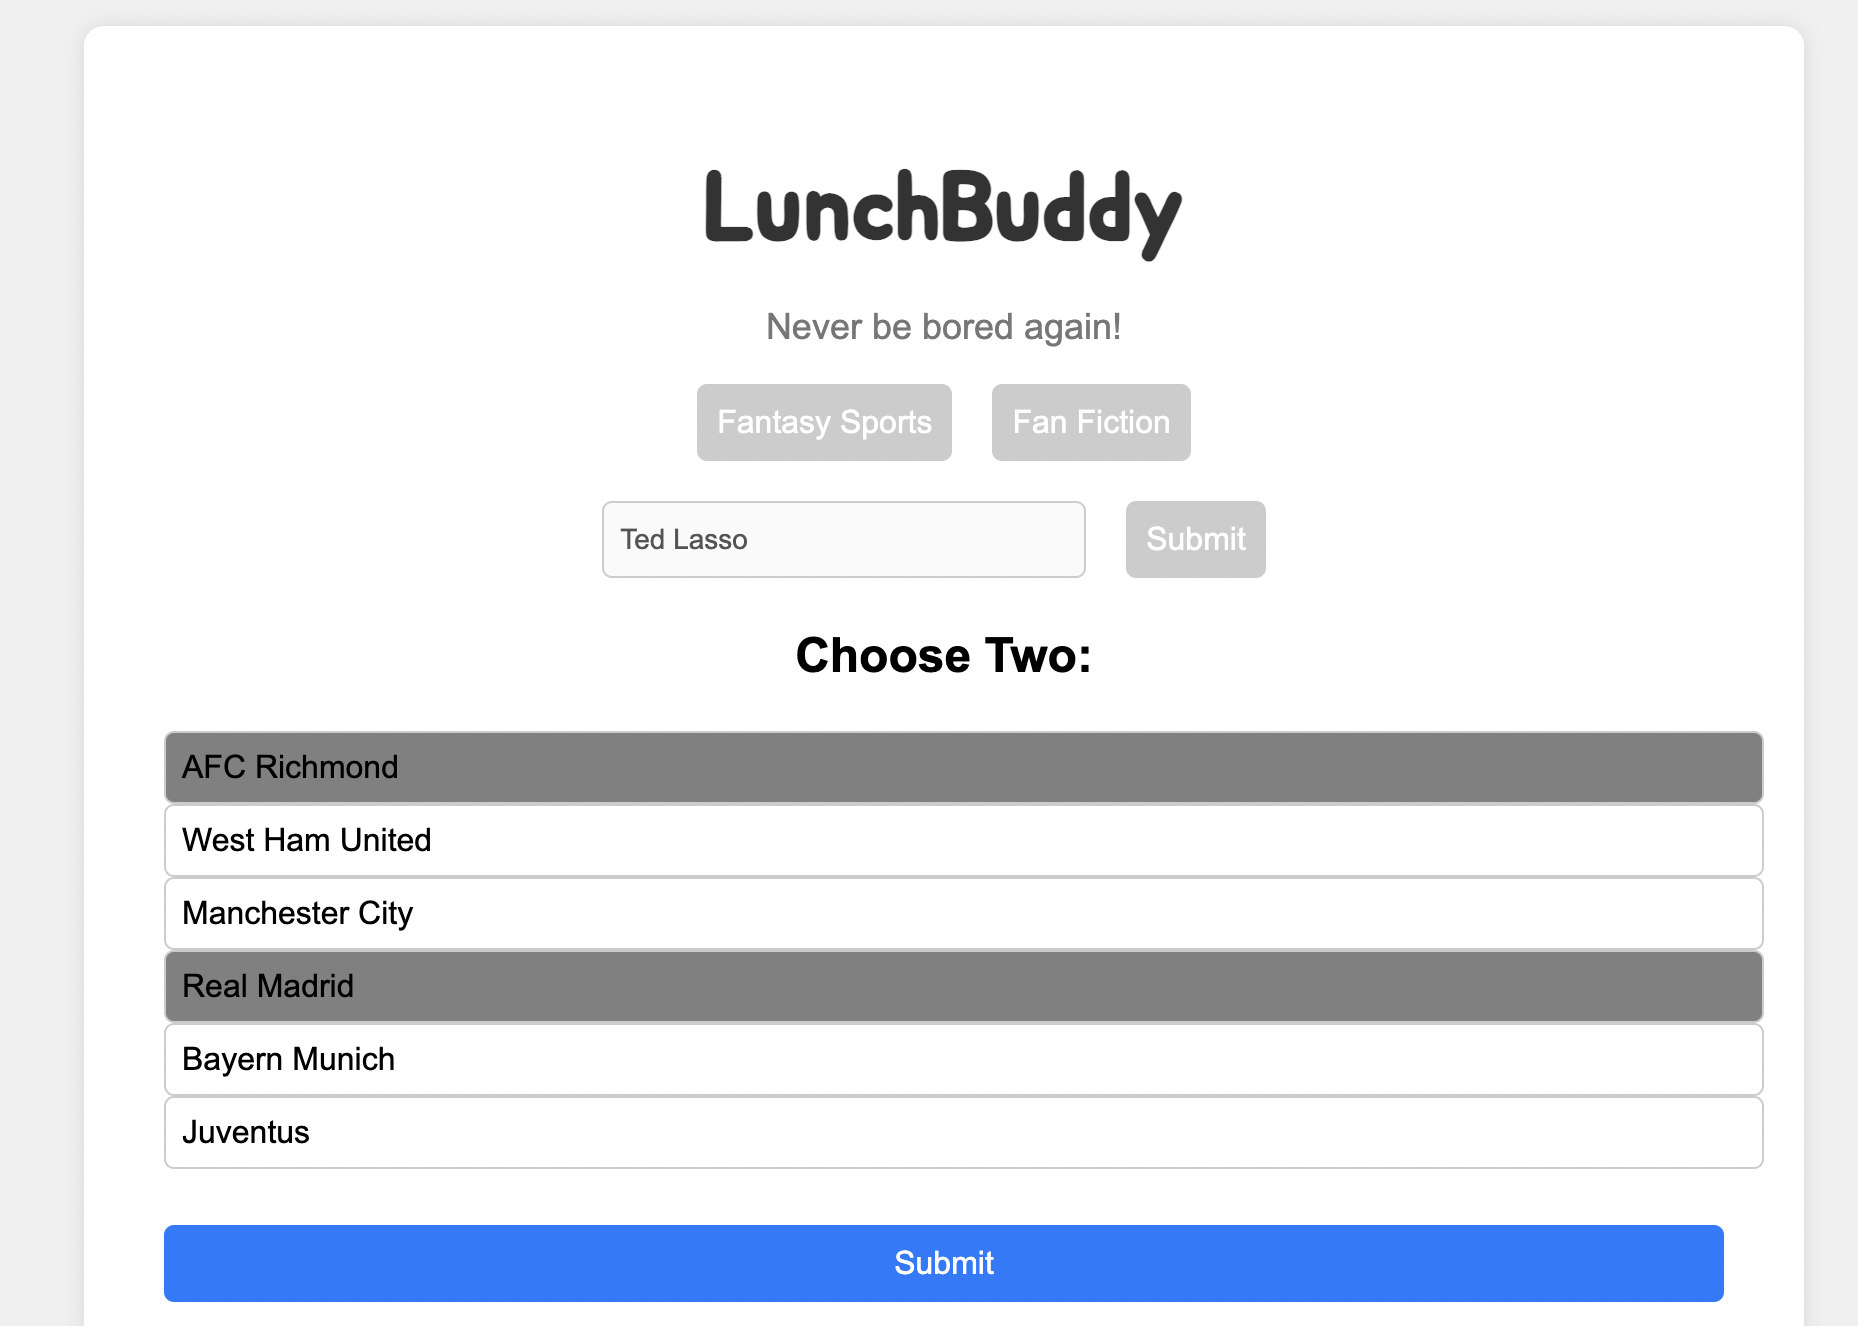 LunchBuddy
Never be bored again!
Fantasy Sports Fan Fiction
Ted Lasso Submit
Choose Two:
AFC Richmond
West Ham United
Manchester City
Real Madrid
Bayern Munich
Juventus
Submit